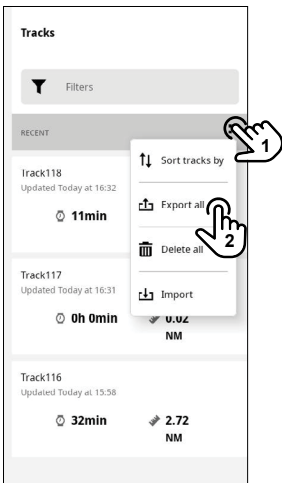 Tracks
Filters
RECENT
1
Sort tracks by
Track118
Updated Today at 16:32
Export all
11min
2
Delete all
Track117
Updated Today at 16:31
Import
0h 0min
0.02
NM
Track116
Updated Today at 15:58
32min
2.72
NM